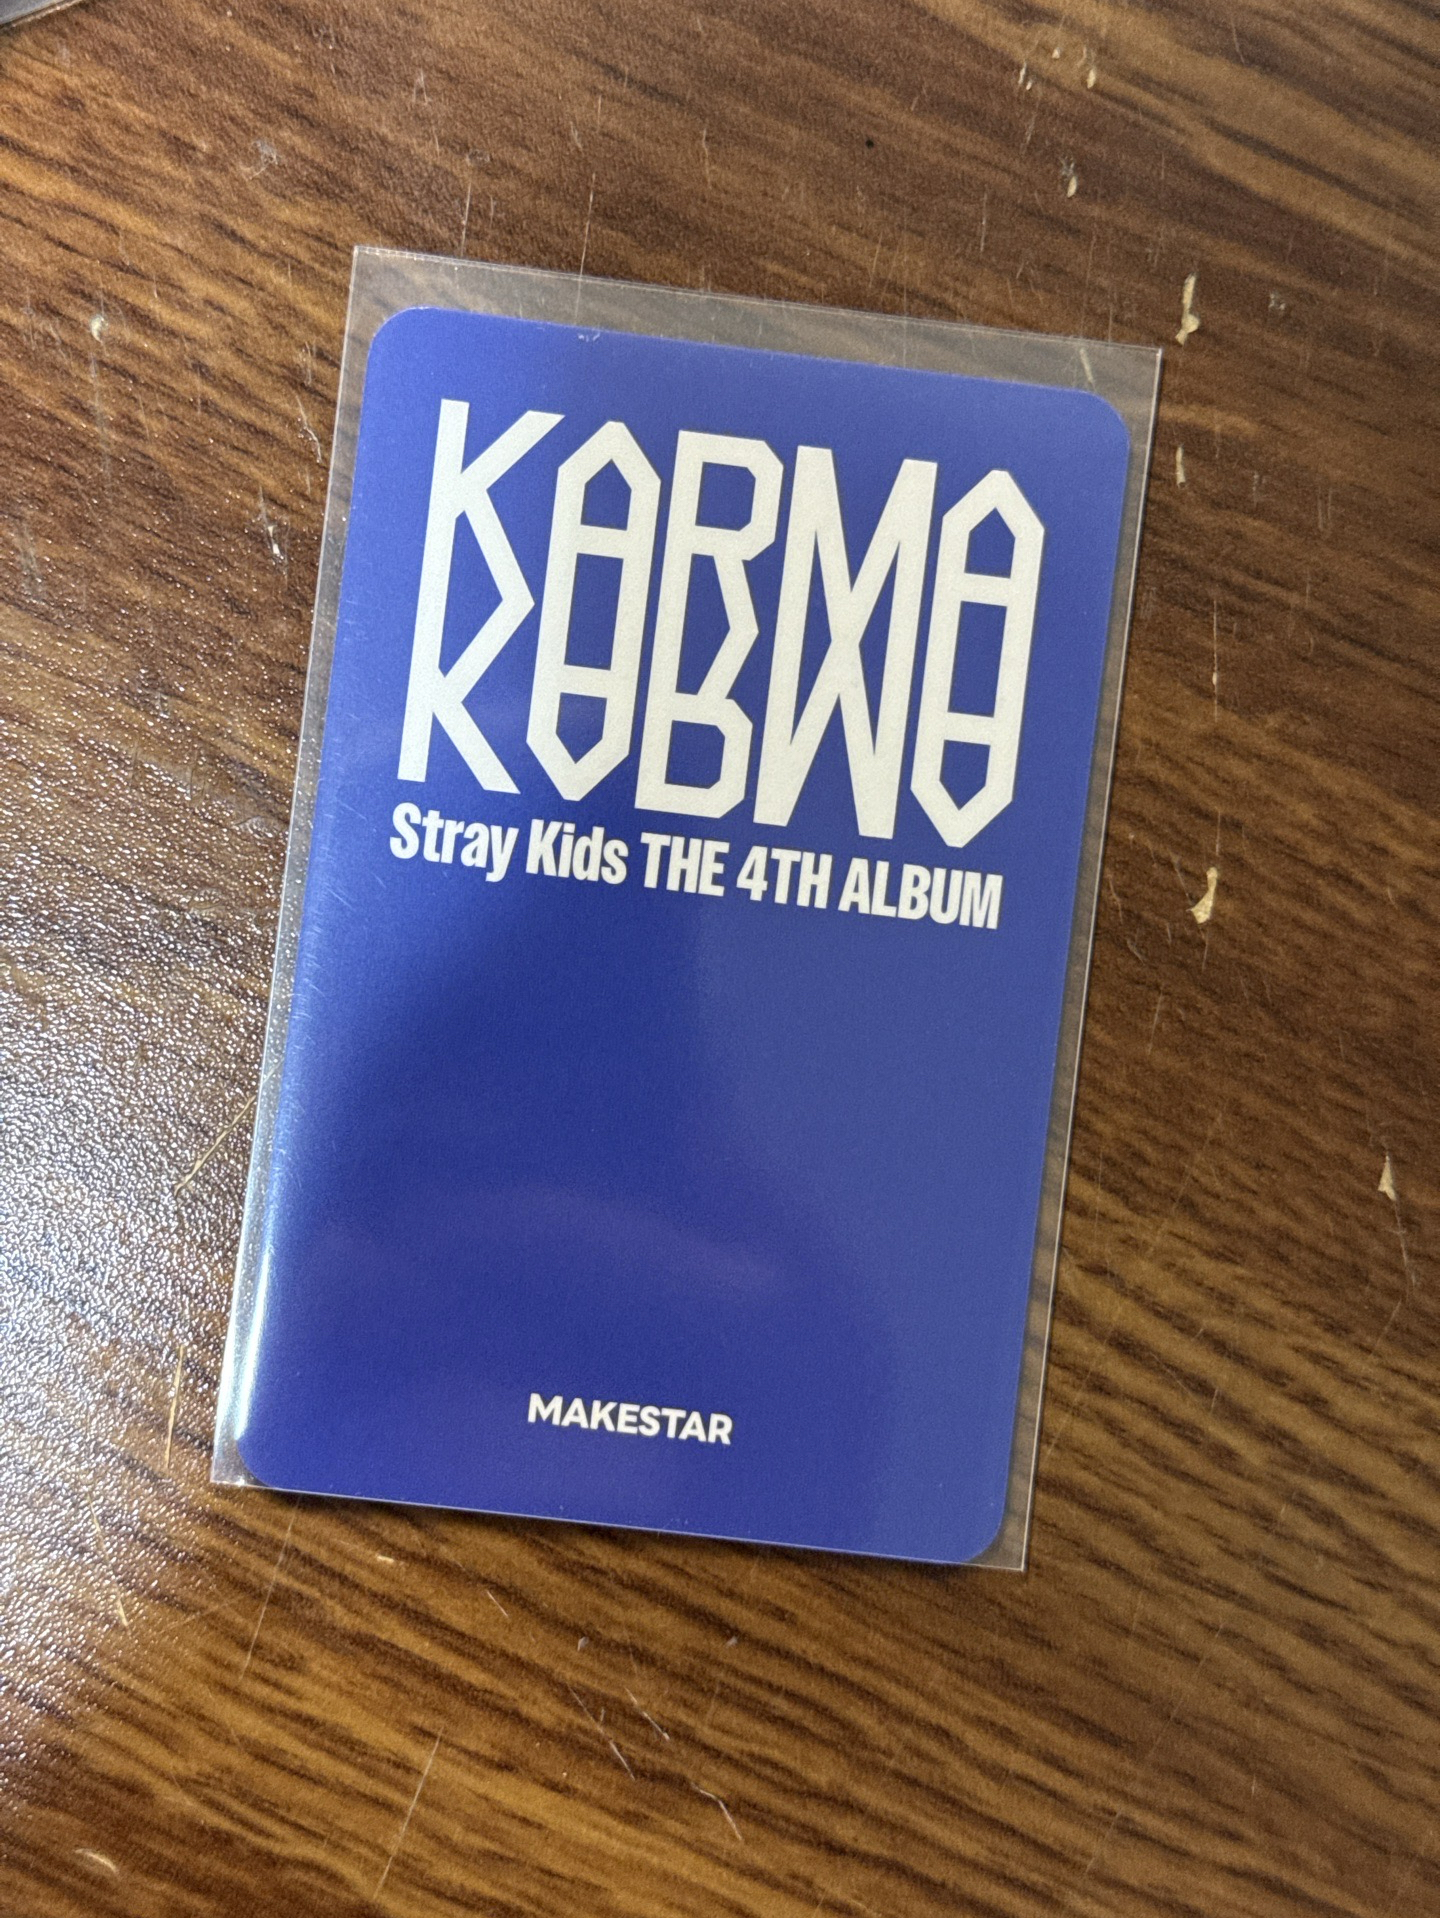 KARMA
Stray Kids THE 4TH ALBUM
MAKESTAR